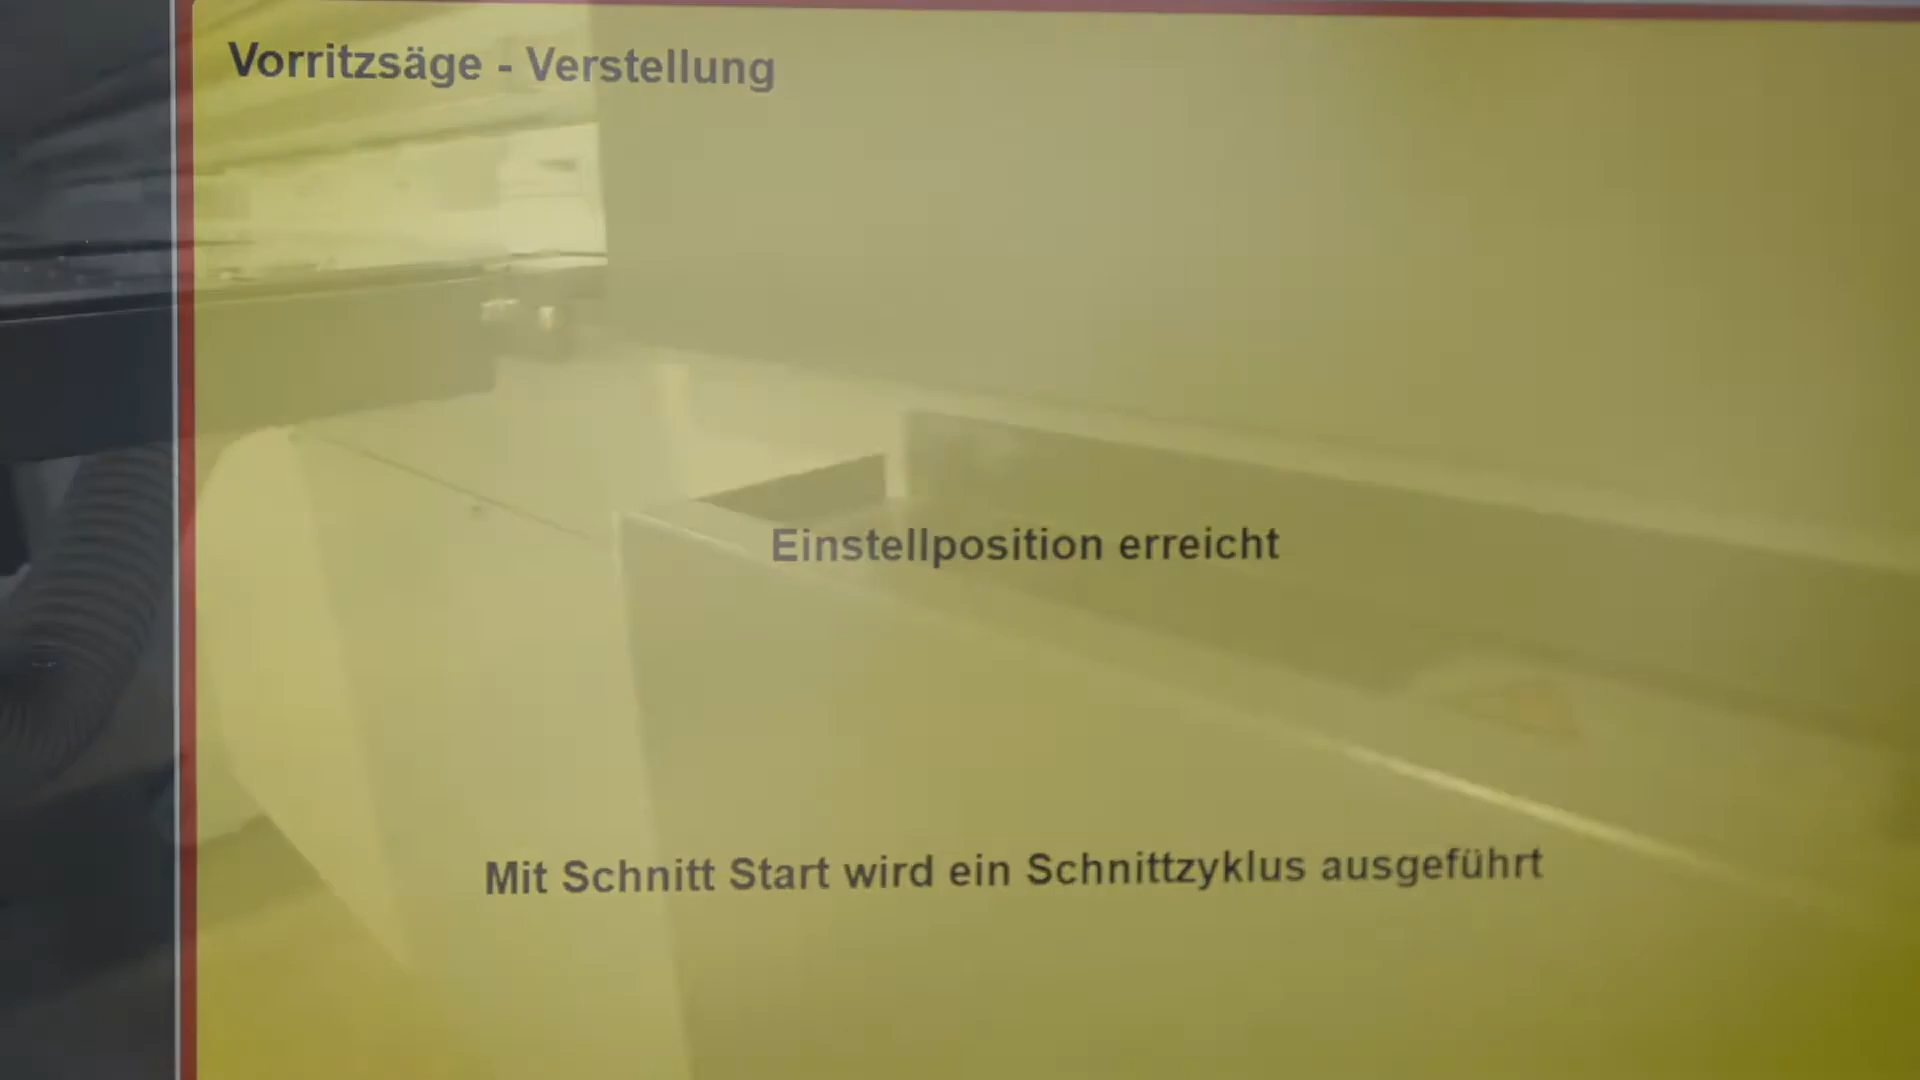 Vorritzsäge - Verstellung
Einstellposition erreicht
Mit Schnitt Start wird ein Schnittzyklus ausgeführt